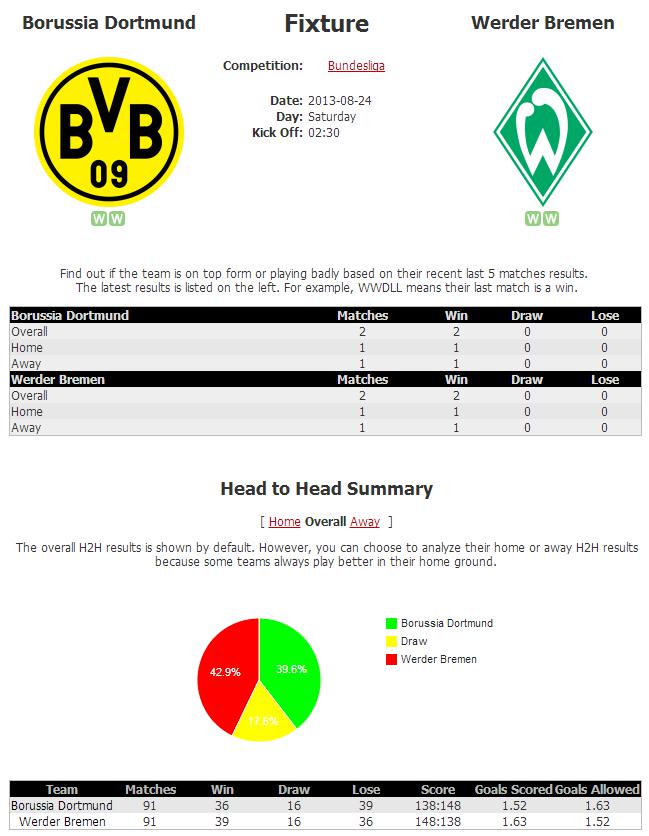 Borussia Dortmund
Fixture
Werder Bremen
Competition: Bundesliga
Date: 2013-08-24
Day: Saturday
Kick Off: 02:30
BVB
09
W
W W
W W
Find out if the team is on top form or playing badly based on their recent last 5 matches results.
The latest results is listed on the left. For example, WWDLL means their last match is a win.
Borussia Dortmund Matches Win Draw Lose
Overall 2 2 0 0
Home 1 1 0 0
Away 1 1 0 0
Werder Bremen Matches Win Draw Lose
Overall 2 2 0 0
Home 1 1 0 0
Away 1 1 0 0
Head to Head Summary
[ Home Overall Away ]
The overall H2H results is shown by default. However, you can choose to analyze their home or away H2H results
because some teams always play better in their home ground.
42.9%
39.6%
17.6%
Borussia Dortmund
Draw
Werder Bremen
Team Matches Win Draw Lose Score Goals Scored Goals Allowed
Borussia Dortmund 91 36 16 39 138:148 1.52 1.63
Werder Bremen 91 39 16 36 148:138 1.63 1.52